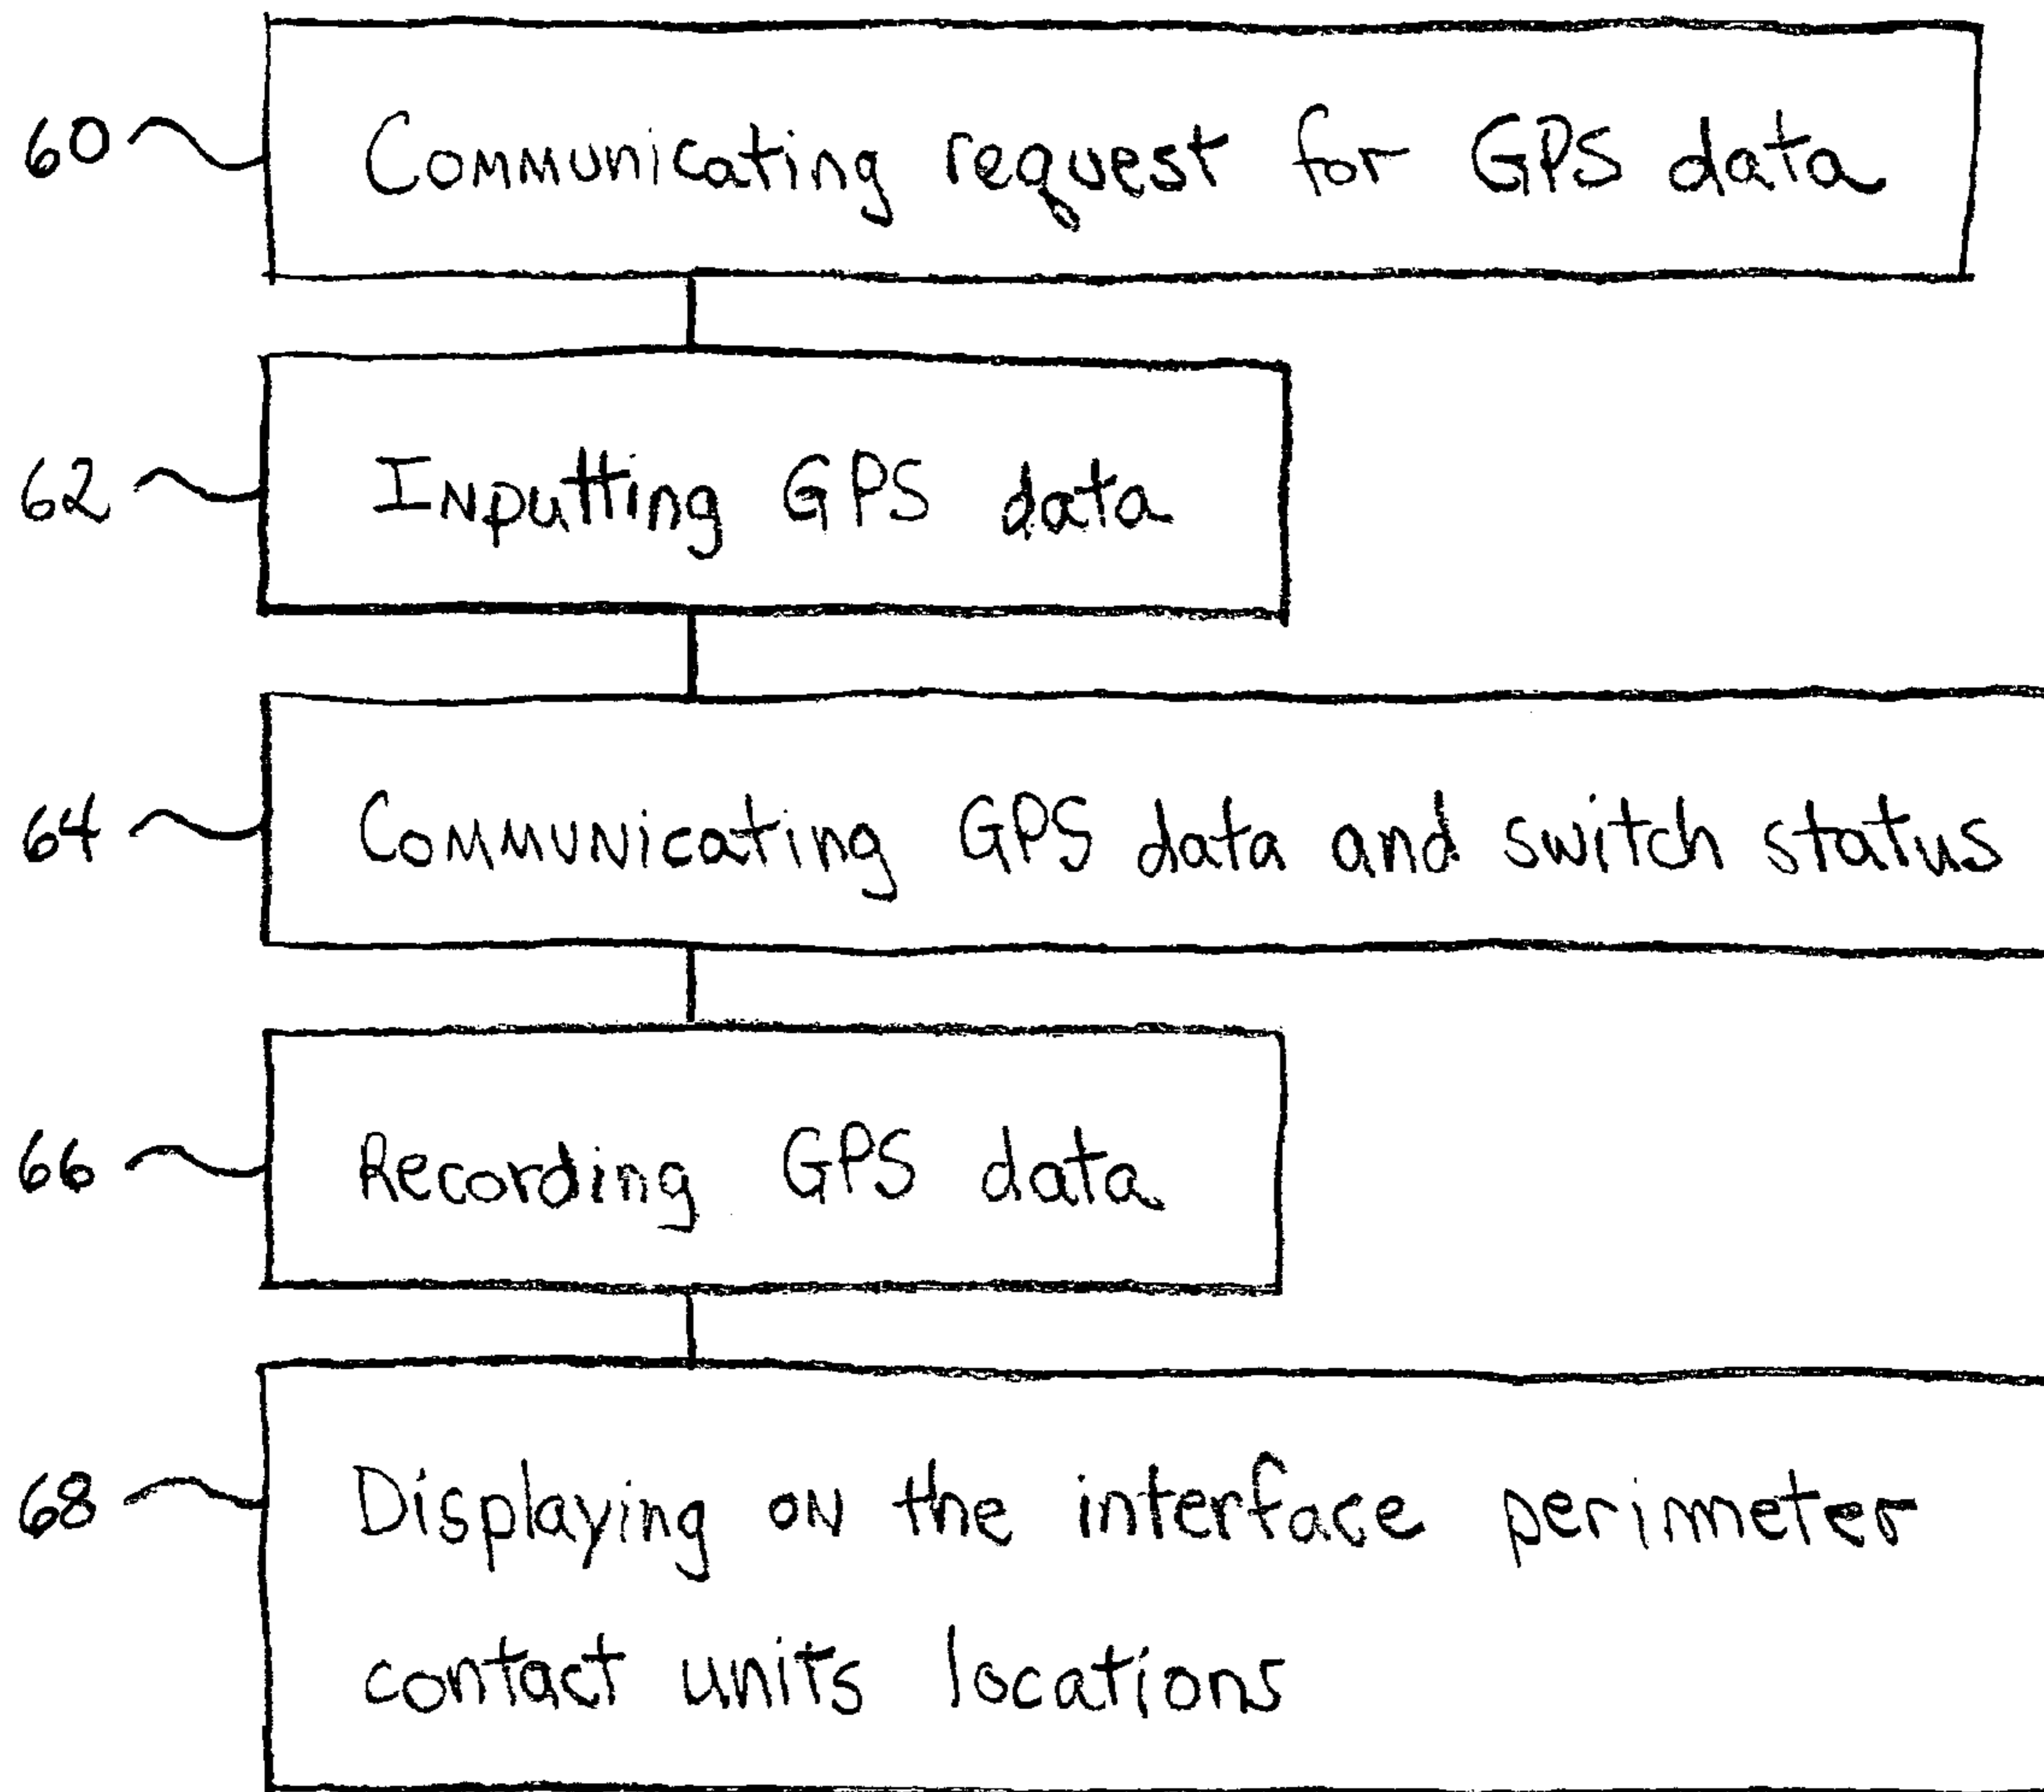 60 Communicating request for GPS data
62 Inputting GPS data
64 Communicating GPS data and switch status
66 Recording GPS data
68 Displaying on the interface perimeter
contact units locations